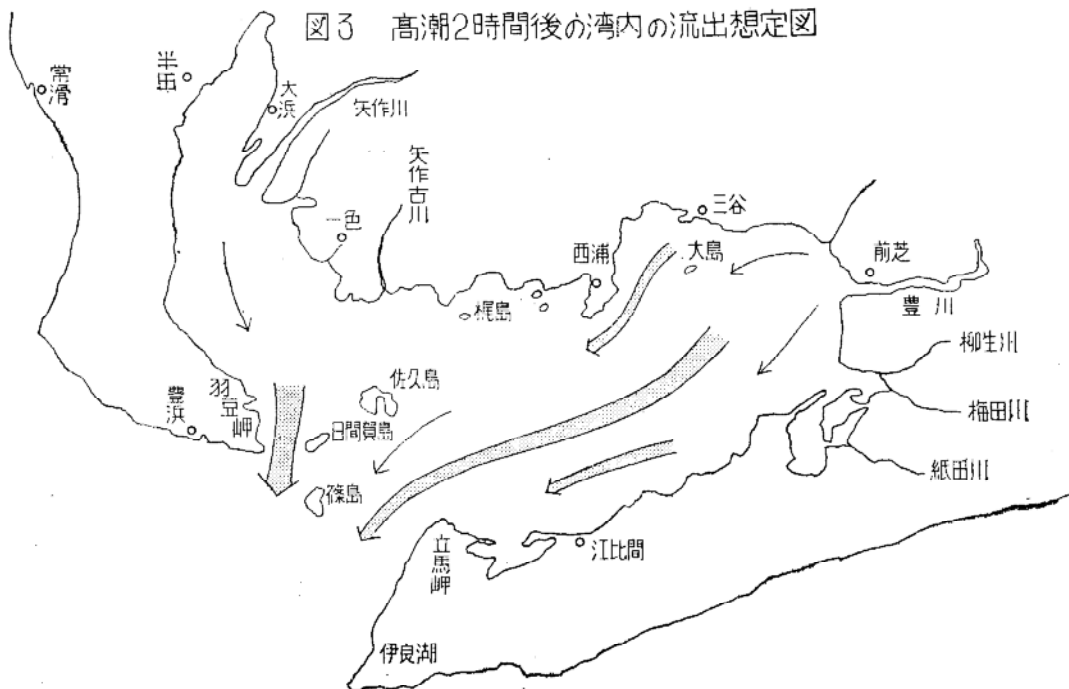 図3 高潮2時間後の湾内の流出想定図
常滑
半田
大浜
矢作川
矢作古川
一色
三谷
西浦
大島
前芝
豊川
梶島
柳生川
佐久島
羽豆岬
豊浜
日間賀島
梅田川
紙田川
篠島
立馬岬
江比間
伊良湖